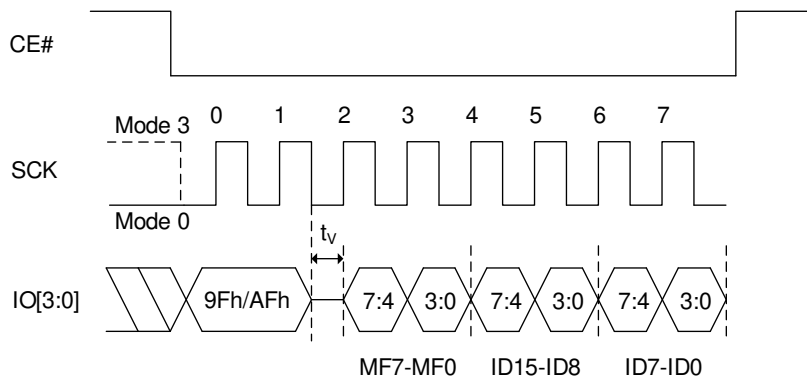 CE#
Mode 3 0 1 2 3 4 5 6 7
SCK
Mode 0
tV
IO[3:0] 9Fh/AFh 7:4 3:0 7:4 3:0 7:4 3:0
MF7-MF0 ID15-ID8 ID7-ID0